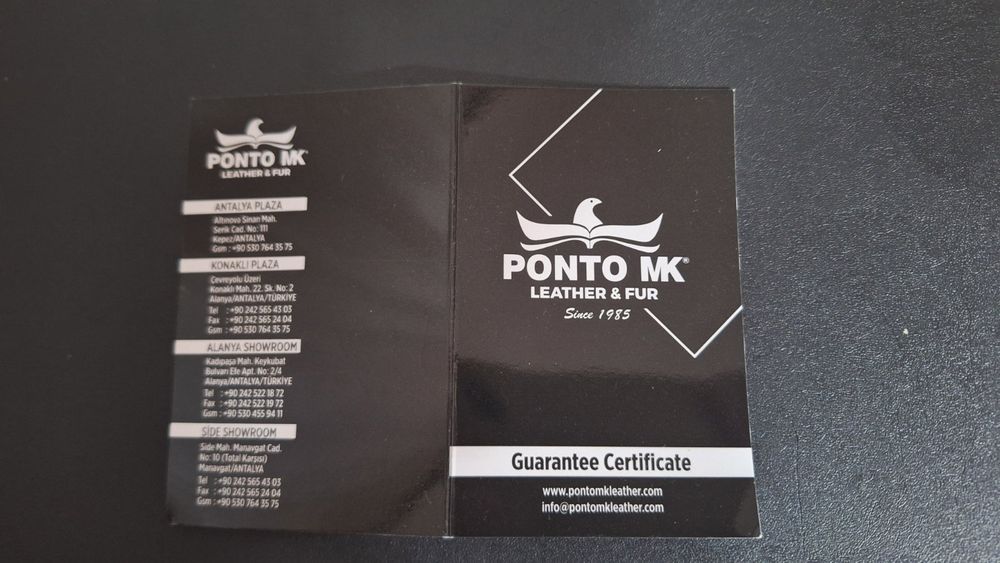 PONTO MK
LEATHER & FUR
ANTALYA PLAZA
Altınova Sinan Mah.
Serik Cad. No: 111
Kepez/ANTALYA
Gsm : +90 530 764 35 75
KONAKLI PLAZA
Çevreyolu Üzeri
Konaklı Mah. 22. Sk. No: 2
Alanya/ANTALYA/TÜRKİYE
Tel : +90 242 565 43 03
Fax : +90 242 565 24 04
Gsm : +90 530 764 35 75
ALANYA SHOWROOM
Kadıpaşa Mah. Keykubat
Bulvarı Efe Apt. No: 2/4
Alanya/ANTALYA/TÜRKİYE
Tel : +90 242 522 18 72
Fax : +90 242 522 19 72
Gsm : +90 530 455 94 11
SİDE SHOWROOM
Side Mah. Manavgat Cad.
No: 10 (Total Karşısı)
Manavgat/ANTALYA
Tel : +90 242 565 43 03
Fax : +90 242 565 24 04
Gsm : +90 530 764 35 75
PONTO MK®
LEATHER & FUR
Since 1985
Guarantee Certificate
www.pontomkleather.com
info@pontomkleather.com